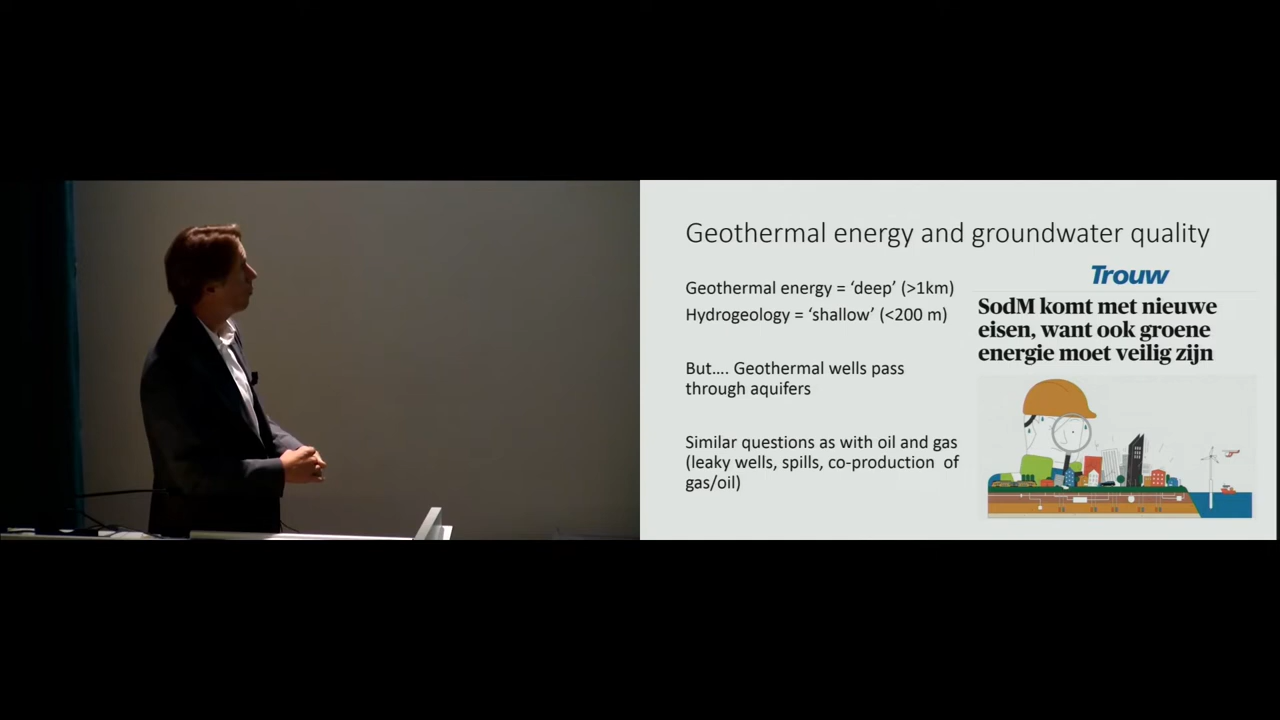 Geothermal energy and groundwater quality
Geothermal energy = ‘deep’ (>1km)
Hydrogeology = ‘shallow’ (<200 m)
But.... Geothermal wells pass
through aquifers
Similar questions as with oil and gas
(leaky wells, spills, co-production of
gas/oil)
Trouw
SodM komt met nieuwe
eisen, want ook groene
energie moet veilig zijn